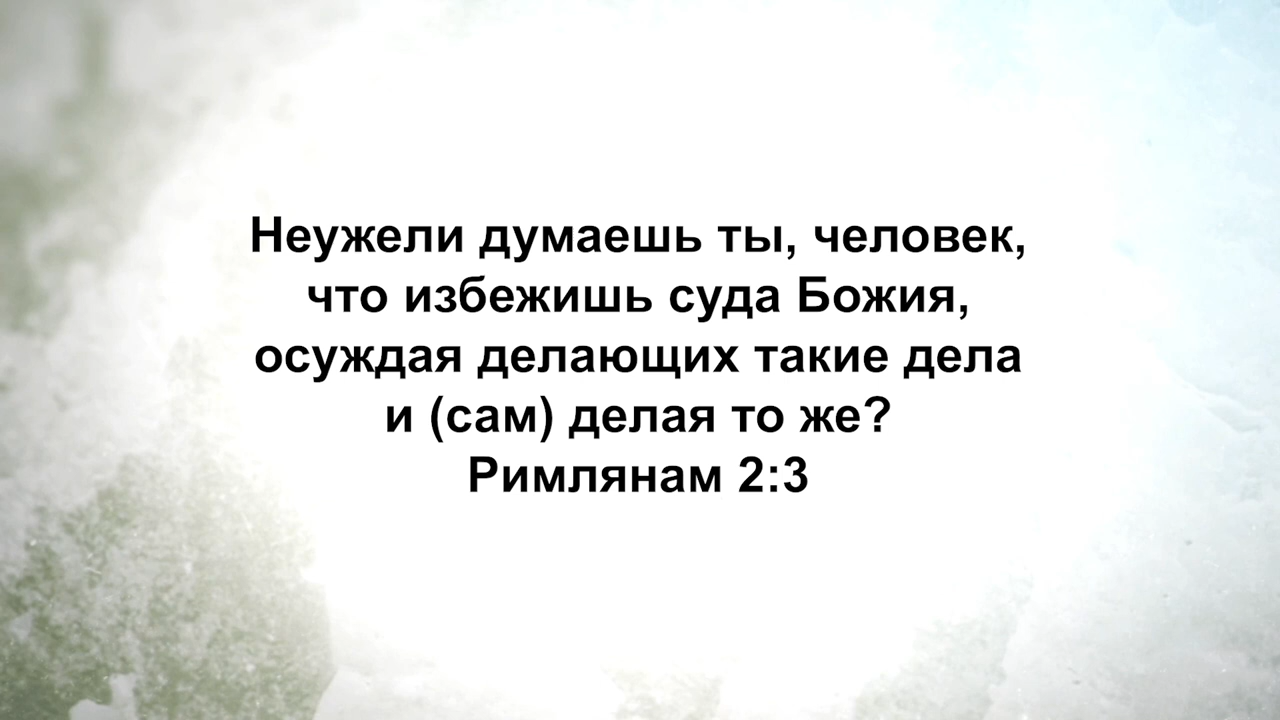 Неужели думаешь ты, человек,
что избежишь суда Божия,
осуждая делающих такие дела
и (сам) делая то же?
Римлянам 2:3